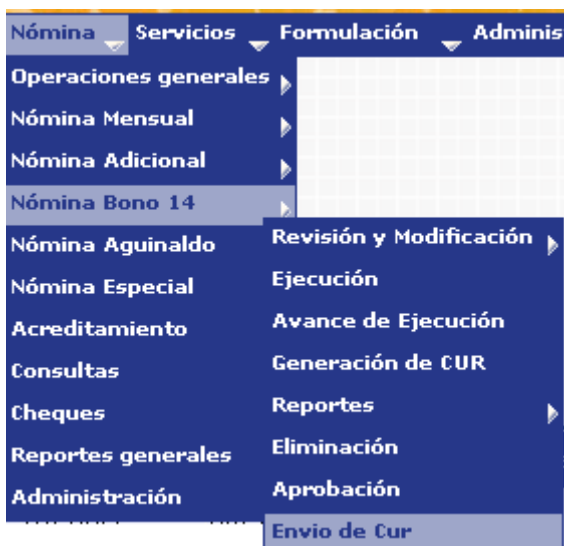 Nómina Servicios Formulación Adminis
Operaciones generales
Nómina Mensual
Nómina Adicional
Nómina Bono 14
Nómina Aguinaldo
Nómina Especial
Acreditamiento
Consultas
Cheques
Reportes generales
Administración
Revisión y Modificación
Ejecución
Avance de Ejecución
Generación de CUR
Reportes
Eliminación
Aprobación
Envio de Cur